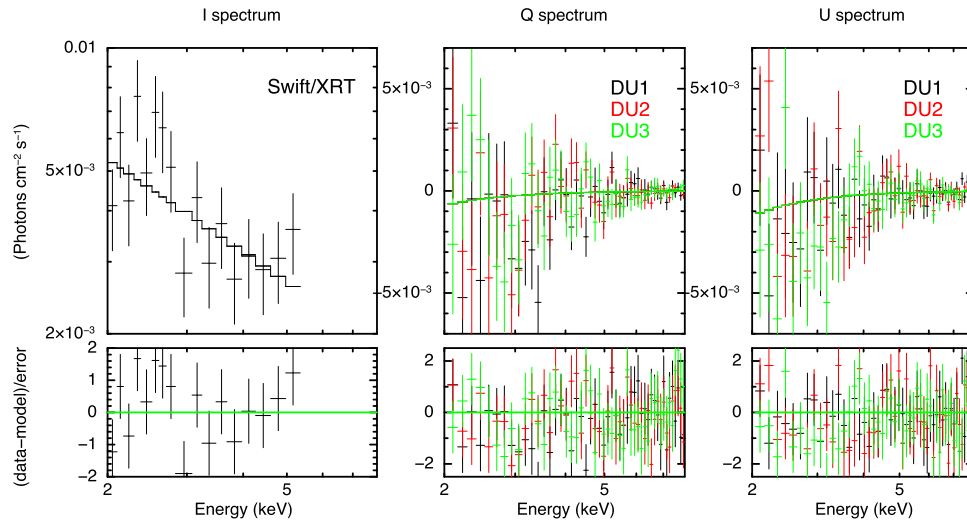 I spectrum
Q spectrum
U spectrum
(Photons cm⁻² s⁻¹)
0.01
5×10⁻³
2×10⁻³
Swift/XRT
5×10⁻³
0
5×10⁻³
DU1
DU2
DU3
5×10⁻³
0
5×10⁻³
DU1
DU2
DU3
(data−model)/error
2
1
0
−1
−2
2
0
−2
2
0
−2
2
5
2
5
2
5
Energy (keV)
Energy (keV)
Energy (keV)